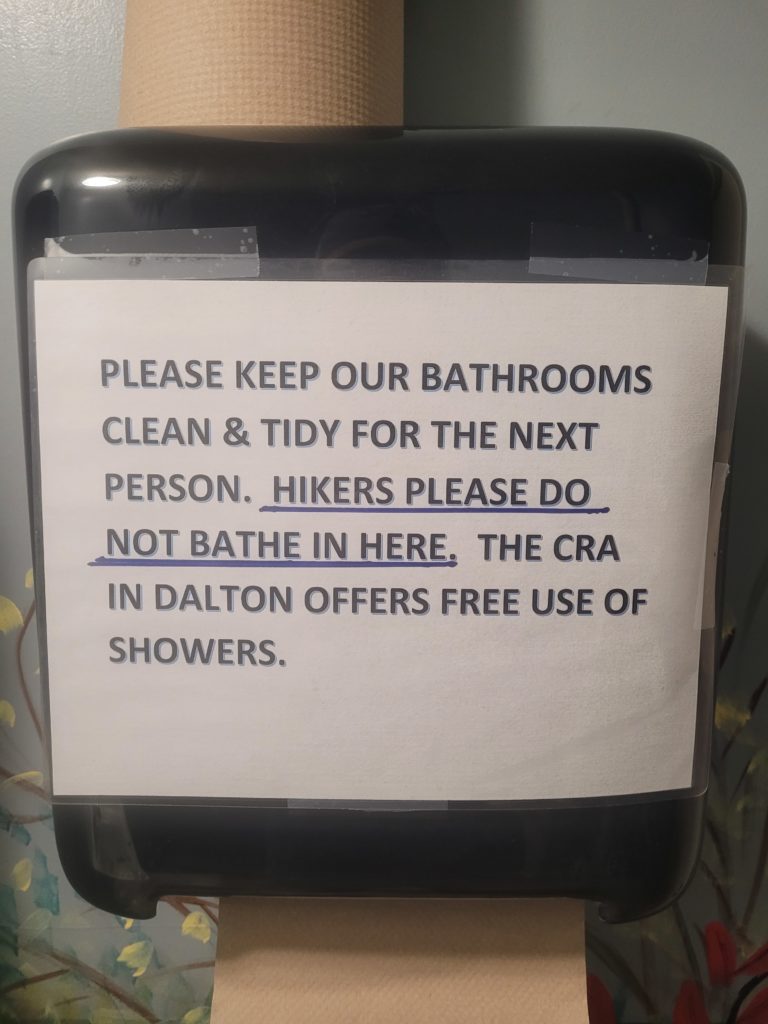 PLEASE KEEP OUR BATHROOMS
CLEAN & TIDY FOR THE NEXT
PERSON. HIKERS PLEASE DO
NOT BATHE IN HERE. THE CRA
IN DALTON OFFERS FREE USE OF
SHOWERS.